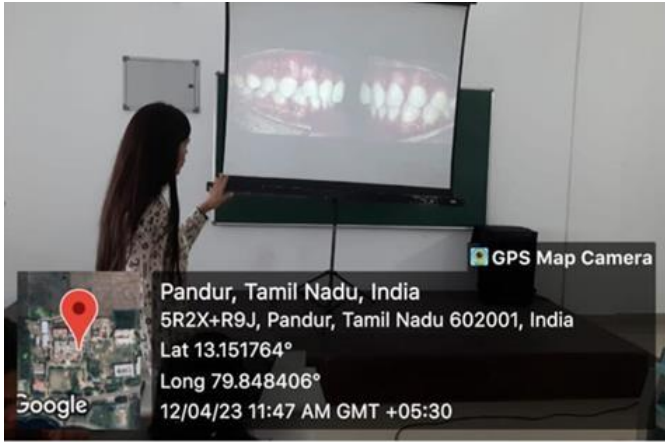 GPS Map Camera
Pandur, Tamil Nadu, India
5R2X+R9J, Pandur, Tamil Nadu 602001, India
Lat 13.151764°
Long 79.848406°
12/04/23 11:47 AM GMT +05:30
Google